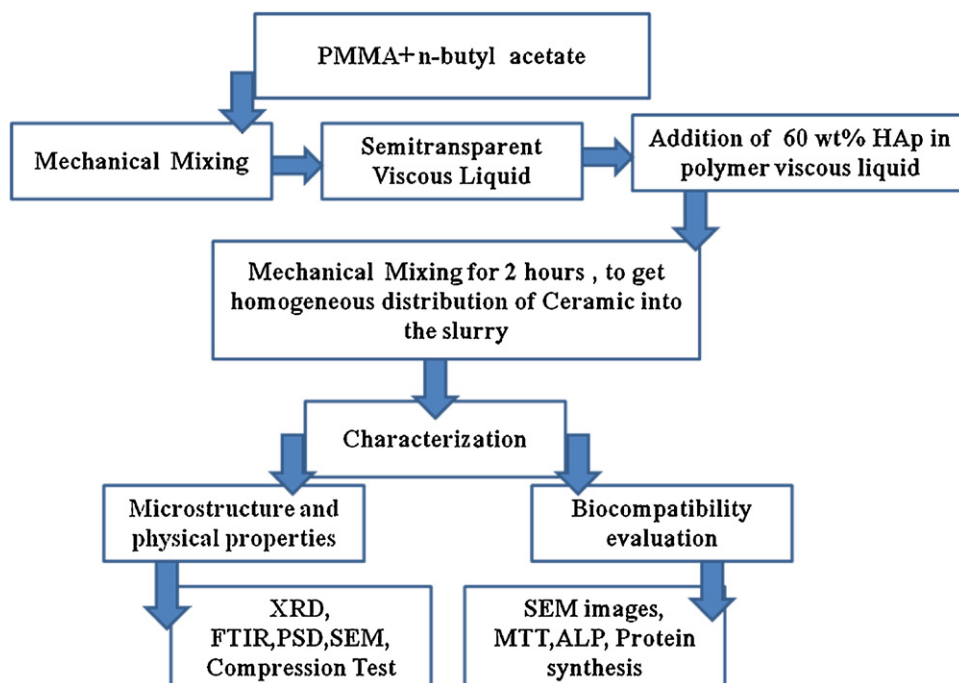 PMMA+ n-butyl acetate
Mechanical Mixing
Semitransparent
Viscous Liquid
Addition of 60 wt% HAp in
polymer viscous liquid
Mechanical Mixing for 2 hours , to get
homogeneous distribution of Ceramic into
the slurry
Characterization
Microstructure and
physical properties
Biocompatibility
evaluation
XRD,
FTIR,PSD,SEM,
Compression Test
SEM images,
MTT,ALP, Protein
synthesis